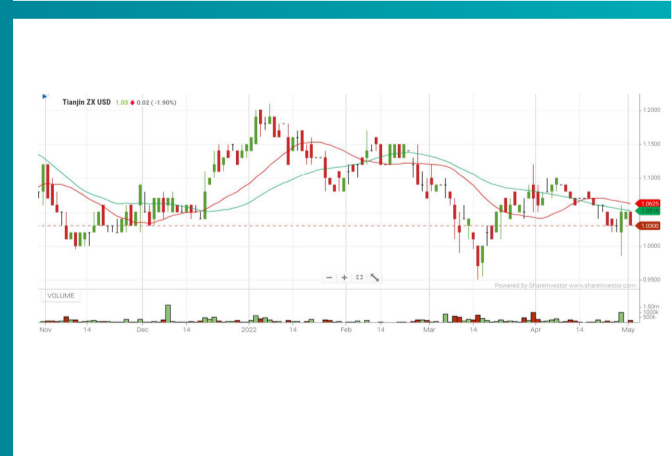 Tianjin ZX USD 1.03 0.02 (-1.90%)
1.2000
1.1500
1.1000
1.0625
1.0300
1.0000
0.9500
Powered by ShareInvestor www.shareinvestor.com
VOLUME
1.50m
1000k
500k
Nov 14 Dec 14 2022 14 Feb 14 Mar 14 Apr 14 May